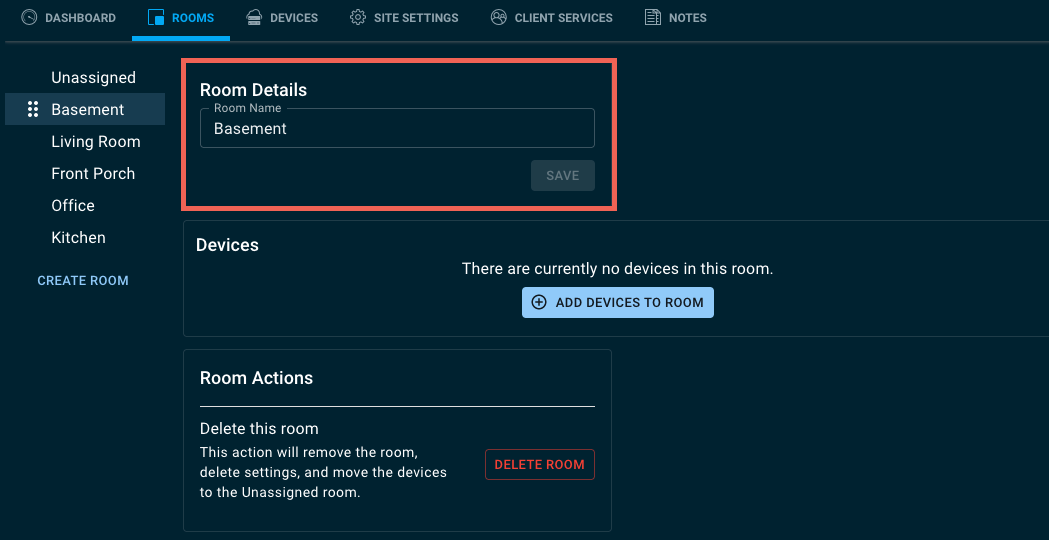 DASHBOARD ROOMS DEVICES SITE SETTINGS CLIENT SERVICES NOTES
Unassigned
Basement
Living Room
Front Porch
Office
Kitchen
CREATE ROOM
Room Details
Room Name
Basement
SAVE
Devices
There are currently no devices in this room.
ADD DEVICES TO ROOM
Room Actions
Delete this room
This action will remove the room,
delete settings, and move the devices
to the Unassigned room.
DELETE ROOM